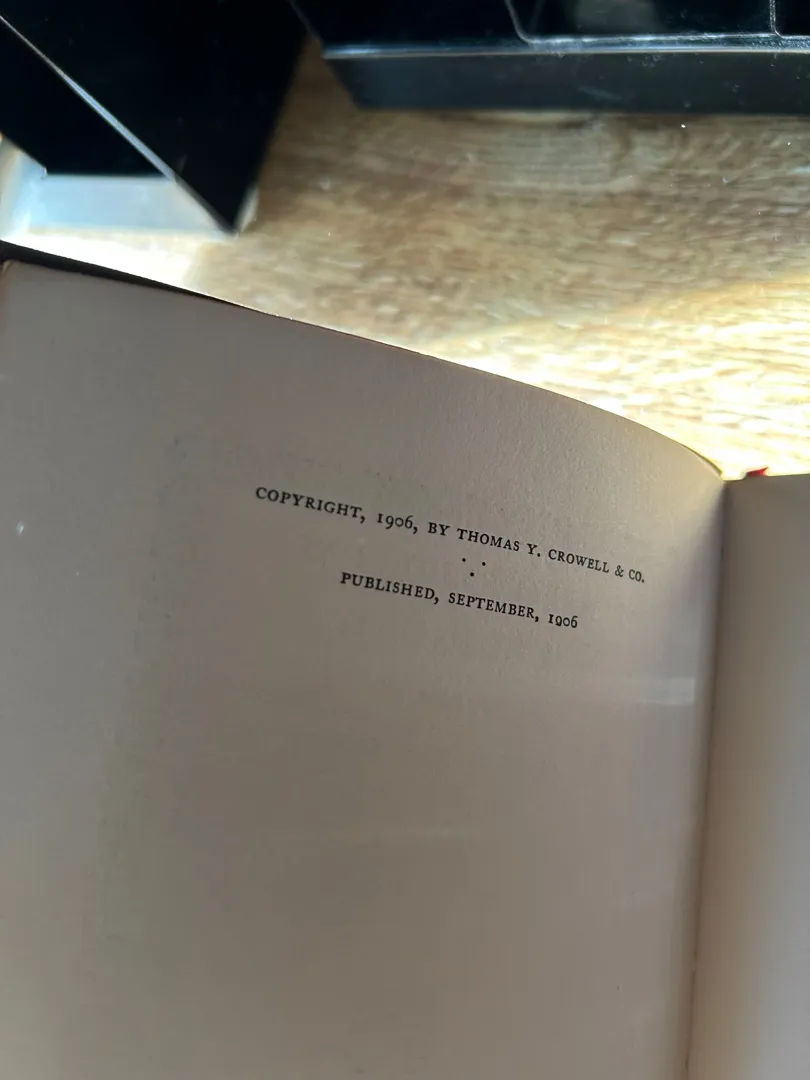 COPYRIGHT, 1906, BY THOMAS Y. CROWELL & CO.
PUBLISHED, SEPTEMBER, 1906